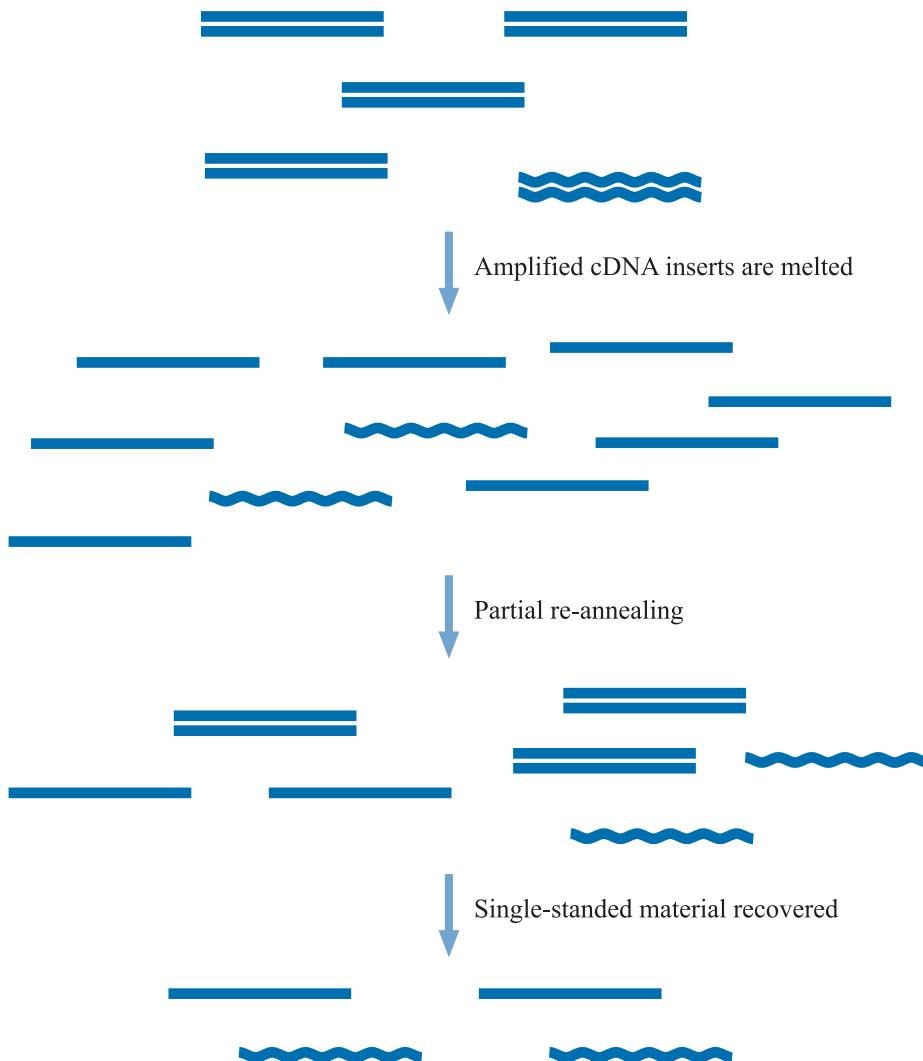 Amplified cDNA inserts are melted
Partial re-annealing
Single-standed material recovered